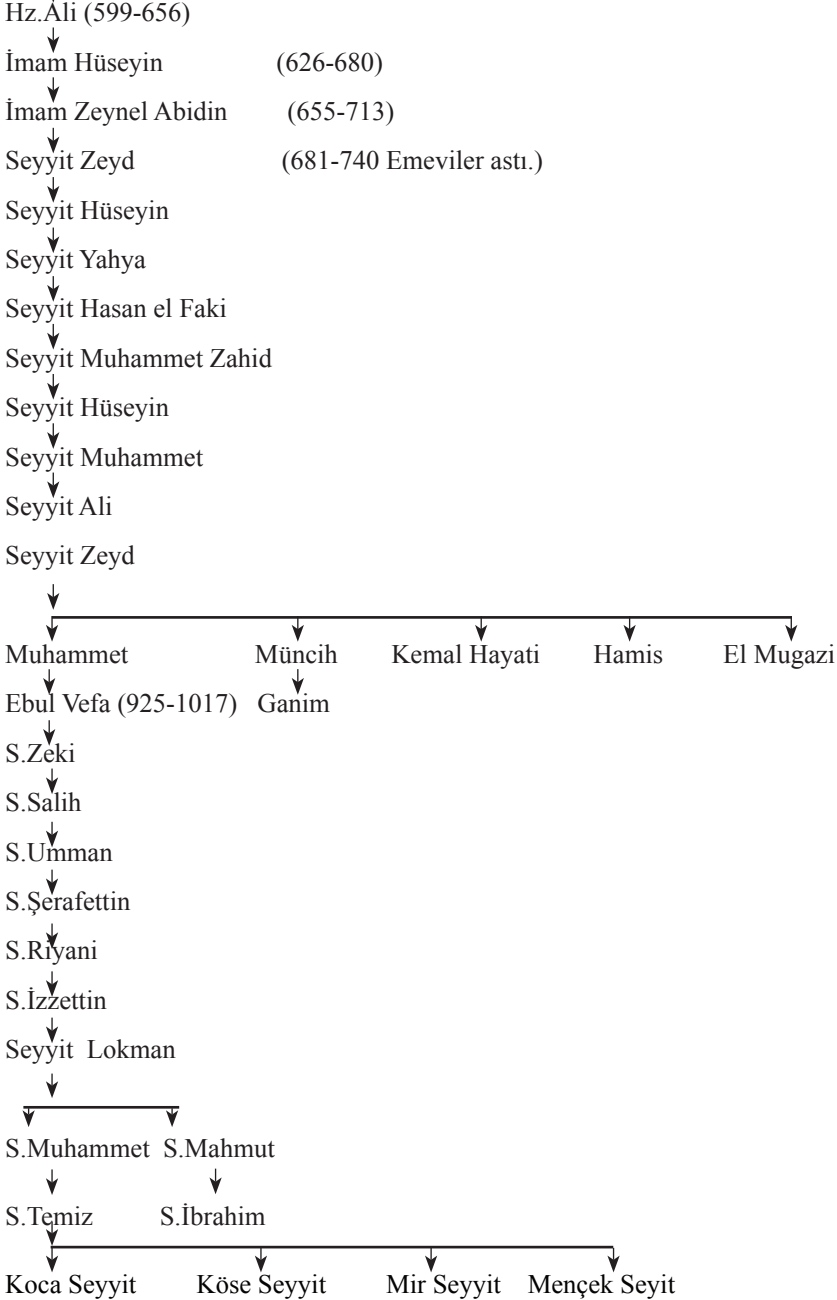 Hz.Ali (599-656)
İmam Hüseyin (626-680)
İmam Zeynel Abidin (655-713)
Seyyit Zeyd (681-740 Emeviler astı.)
Seyyit Hüseyin
Seyyit Yahya
Seyyit Hasan el Faki
Seyyit Muhammet Zahid
Seyyit Hüseyin
Seyyit Muhammet
Seyyit Ali
Seyyit Zeyd
Muhammet Müncih Kemal Hayati Hamis El Mugazi
Ebul Vefa (925-1017) Ganim
S.Zeki
S.Salih
S.Umman
S.Şerafettin
S.Riyani
S.İzzettin
Seyyit Lokman
S.Muhammet S.Mahmut
S.Temiz S.İbrahim
Koca Seyyit Köse Seyyit Mir Seyyit Mençek Seyit